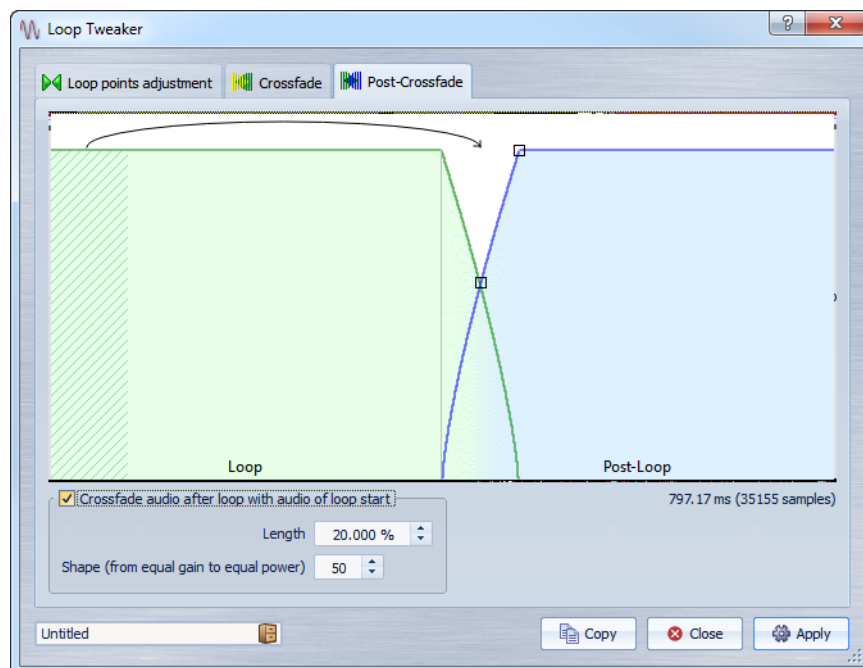 Loop Tweaker
Loop points adjustment
Crossfade
Post-Crossfade
Loop
Post-Loop
Crossfade audio after loop with audio of loop start
797.17 ms (35155 samples)
Length
20.000 %
Shape (from equal gain to equal power)
50
Untitled
Copy
Close
Apply